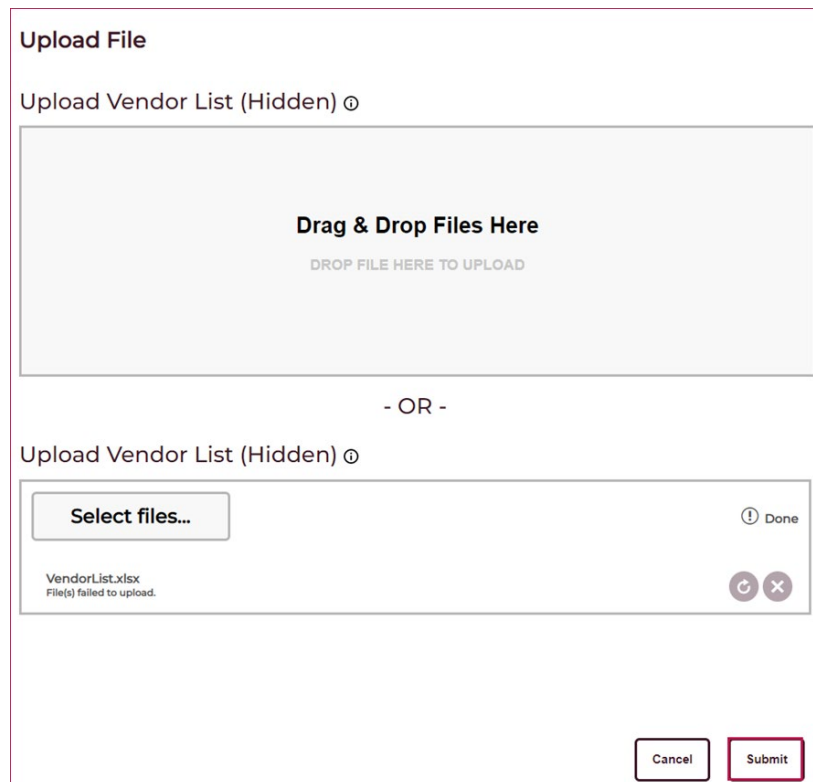 Upload File
Upload Vendor List (Hidden)
Drag & Drop Files Here
DROP FILE HERE TO UPLOAD
- OR -
Upload Vendor List (Hidden)
Select files...
Done
VendorList.xlsx
File(s) failed to upload.
Cancel
Submit